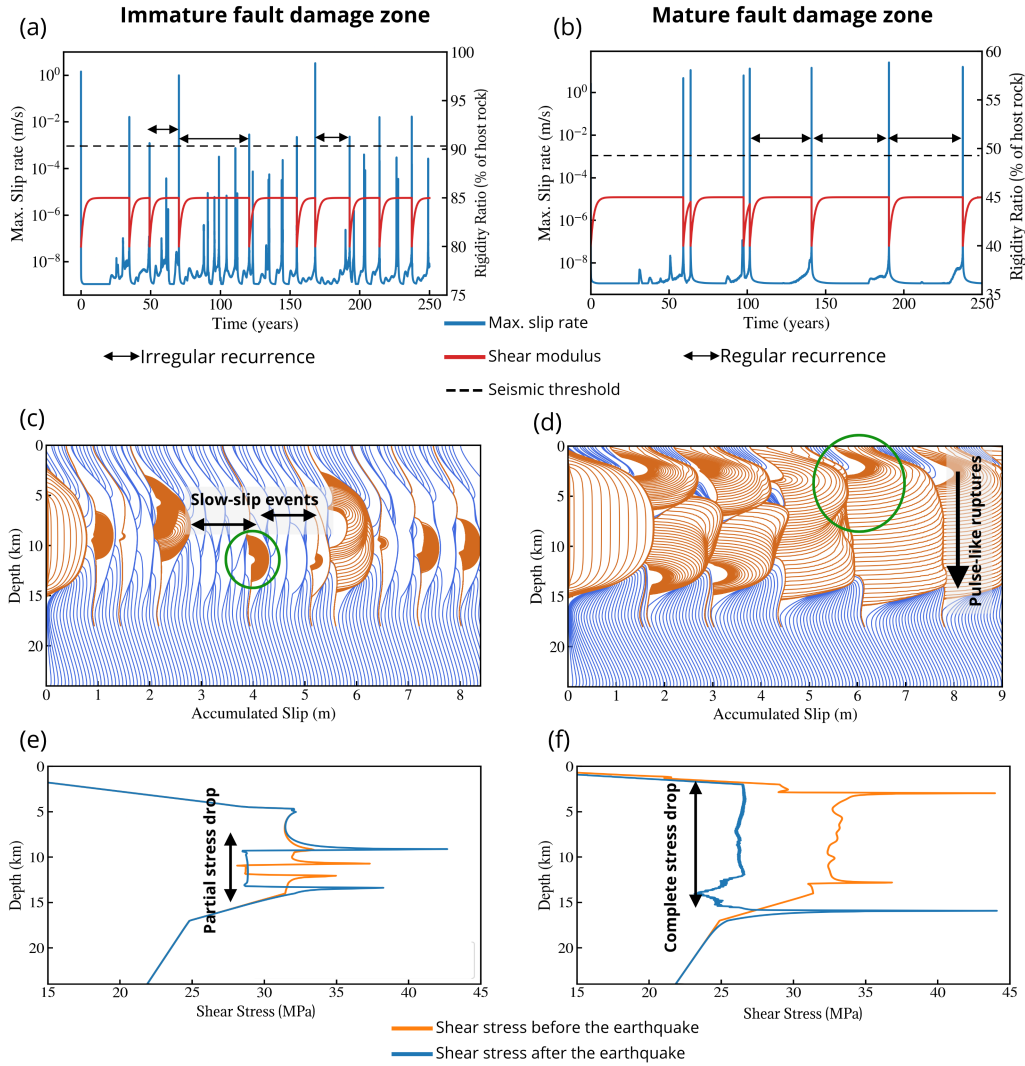 Immature fault damage zone
Mature fault damage zone
(a)
(b)
Max. Slip rate (m/s)
10⁰
10⁻²
10⁻⁴
10⁻⁶
10⁻⁸
100
95
90
85
80
75
Rigidity Ratio (% of host rock)
0 50 100 150 200 250
Time (years)
Max. Slip rate (m/s)
10⁰
10⁻²
10⁻⁴
10⁻⁶
10⁻⁸
60
55
50
45
40
35
Rigidity Ratio (% of host rock)
0 50 100 150 200 250
Time (years)
Max. slip rate
Irregular recurrence
Shear modulus
Regular recurrence
Seismic threshold
(c)
(d)
Depth (km)
0
5
10
15
20
Slow-slip events
0 1 2 3 4 5 6 7 8
Accumulated Slip (m)
Depth (km)
0
5
10
15
20
Pulse-like ruptures
0 1 2 3 4 5 6 7 8 9
Accumulated Slip (m)
(e)
(f)
Depth (km)
0
5
10
15
20
Partial stress drop
15 20 25 30 35 40 45
Shear Stress (MPa)
Depth (km)
0
5
10
15
20
Complete stress drop
15 20 25 30 35 40 45
Shear Stress (MPa)
Shear stress before the earthquake
Shear stress after the earthquake